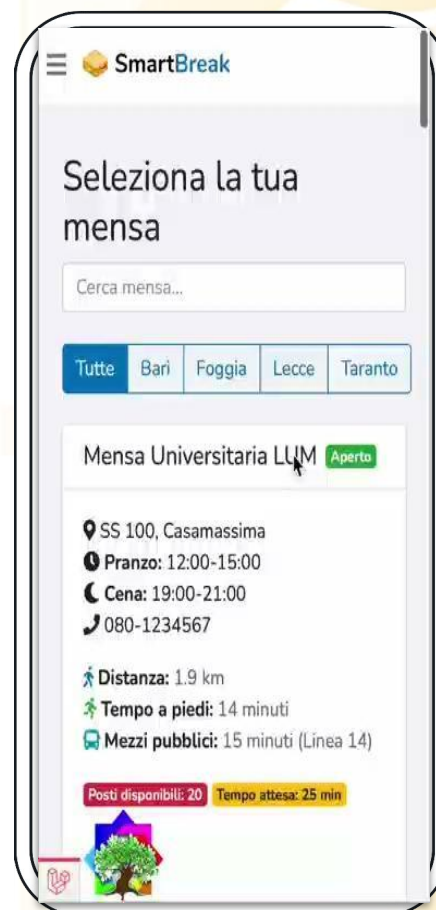 SmartBreak
Seleziona la tua
mensa
Cerca mensa...
Tutte Bari Foggia Lecce Taranto
Mensa Universitaria LUM Aperto
SS 100, Casamassima
Pranzo: 12:00-15:00
Cena: 19:00-21:00
080-1234567
Distanza: 1.9 km
Tempo a piedi: 14 minuti
Mezzi pubblici: 15 minuti (Linea 14)
Posti disponibili: 20 Tempo attesa: 25 min